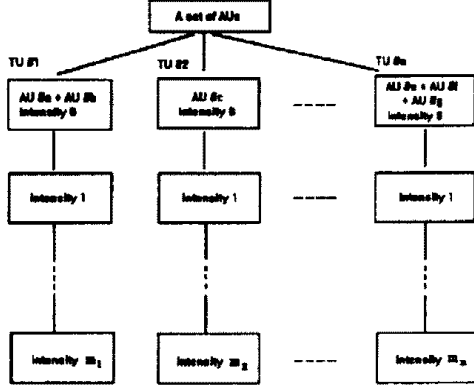 A set of AUs
TU #1
TU #2
TU #n
AU #a + AU #b
Intensity 0
AU #c
Intensity 0
AU #e + AU #f
+ AU #g
Intensity 0
Intensity 1
Intensity 1
Intensity 1
Intensity m₁
Intensity m₂
Intensity mₙ